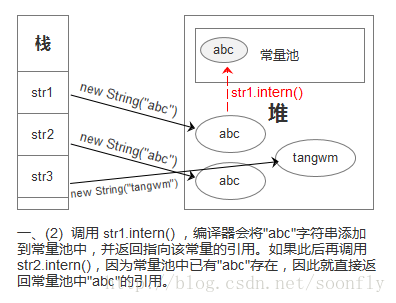 栈
str1
str2
str3
new String("abc")
new String("abc")
new String("tangwm")
abc
常量池
str1.intern()
堆
abc
abc
tangwm
一、(2) 调用 str1.intern() ，编译器会将"abc"字符串添加
到常量池中，并返回指向该常量的引用。如果此后再调用
str2.intern()，因为常量池中已有"abc"存在，因此就直接返
回常量池中"abc"的引用。
http://blog.csdn.net/soonfly